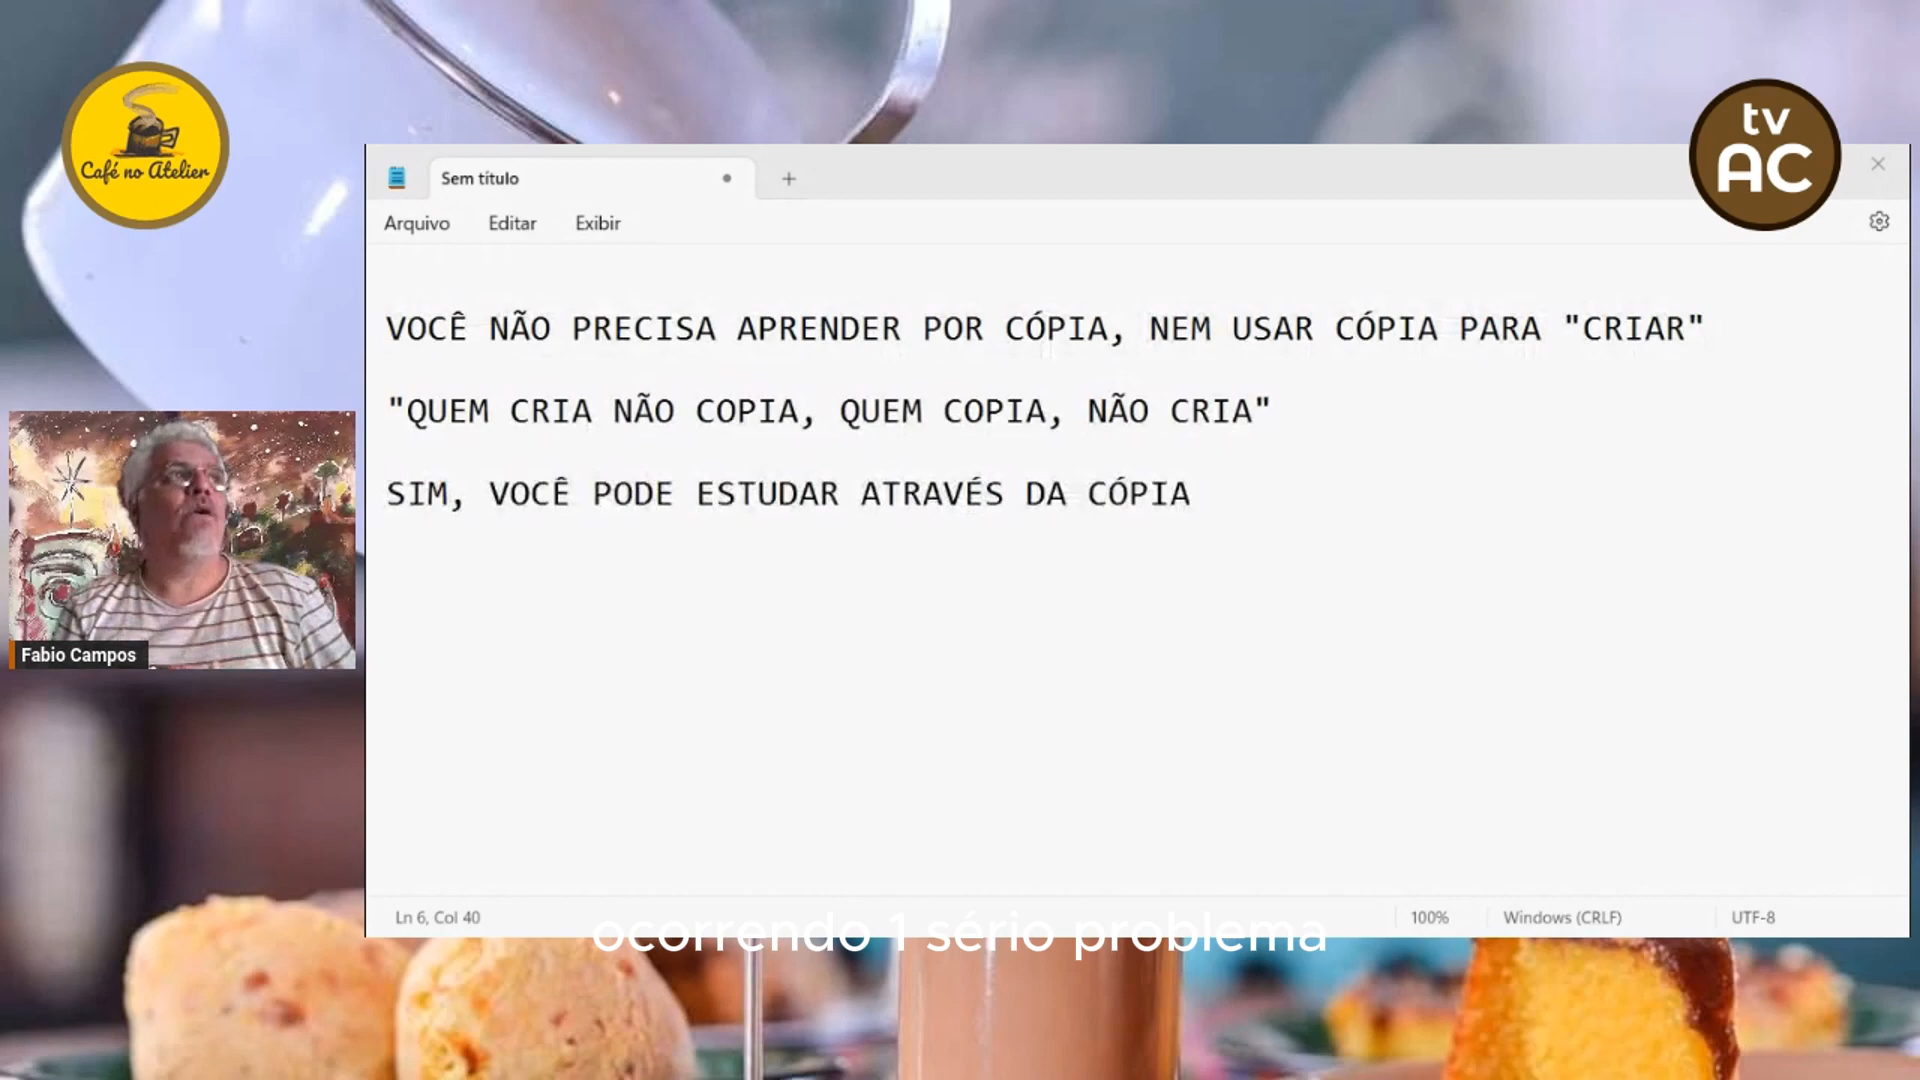 Café no Atelier
tv
AC
Sem título
Arquivo Editar Exibir
VOCÊ NÃO PRECISA APRENDER POR CÓPIA, NEM USAR CÓPIA PARA "CRIAR"
"QUEM CRIA NÃO COPIA, QUEM COPIA, NÃO CRIA"
SIM, VOCÊ PODE ESTUDAR ATRAVÉS DA CÓPIA
Fabio Campos
Ln 6, Col 40 100% Windows (CRLF) UTF-8
ocorrendo 1 sério problema